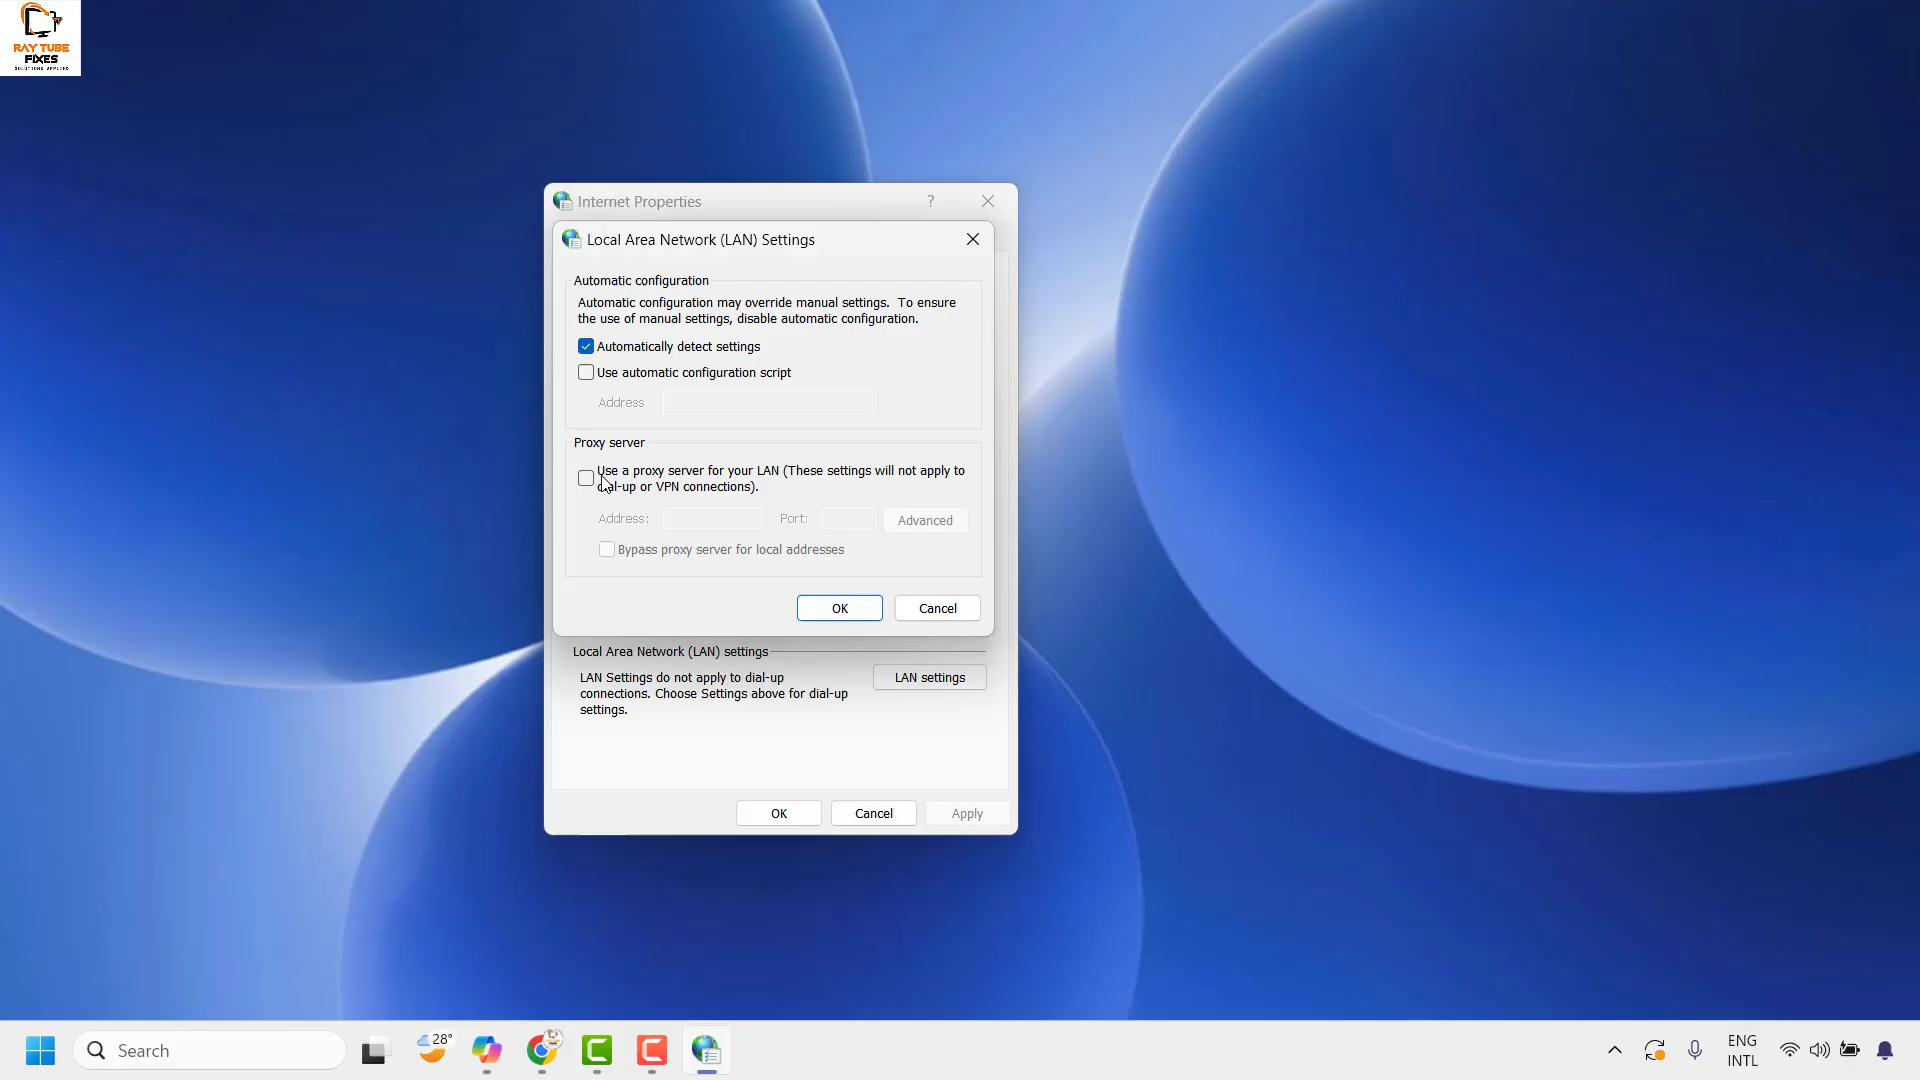 RAY TUBE
FIXES
SOLUTIONS APPLIED
Internet Properties
?
Local Area Network (LAN) Settings
Automatic configuration
Automatic configuration may override manual settings. To ensure
the use of manual settings, disable automatic configuration.
Automatically detect settings
Use automatic configuration script
Address
Proxy server
Use a proxy server for your LAN (These settings will not apply to
dial-up or VPN connections).
Address:
Port:
Advanced
Bypass proxy server for local addresses
OK
Cancel
Local Area Network (LAN) settings
LAN Settings do not apply to dial-up
connections. Choose Settings above for dial-up
settings.
LAN settings
OK
Cancel
Apply
Search
28°
ENG
INTL